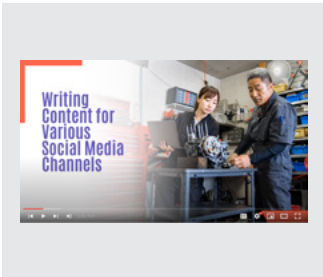 Writing
Content for
Various
Social Media
Channels